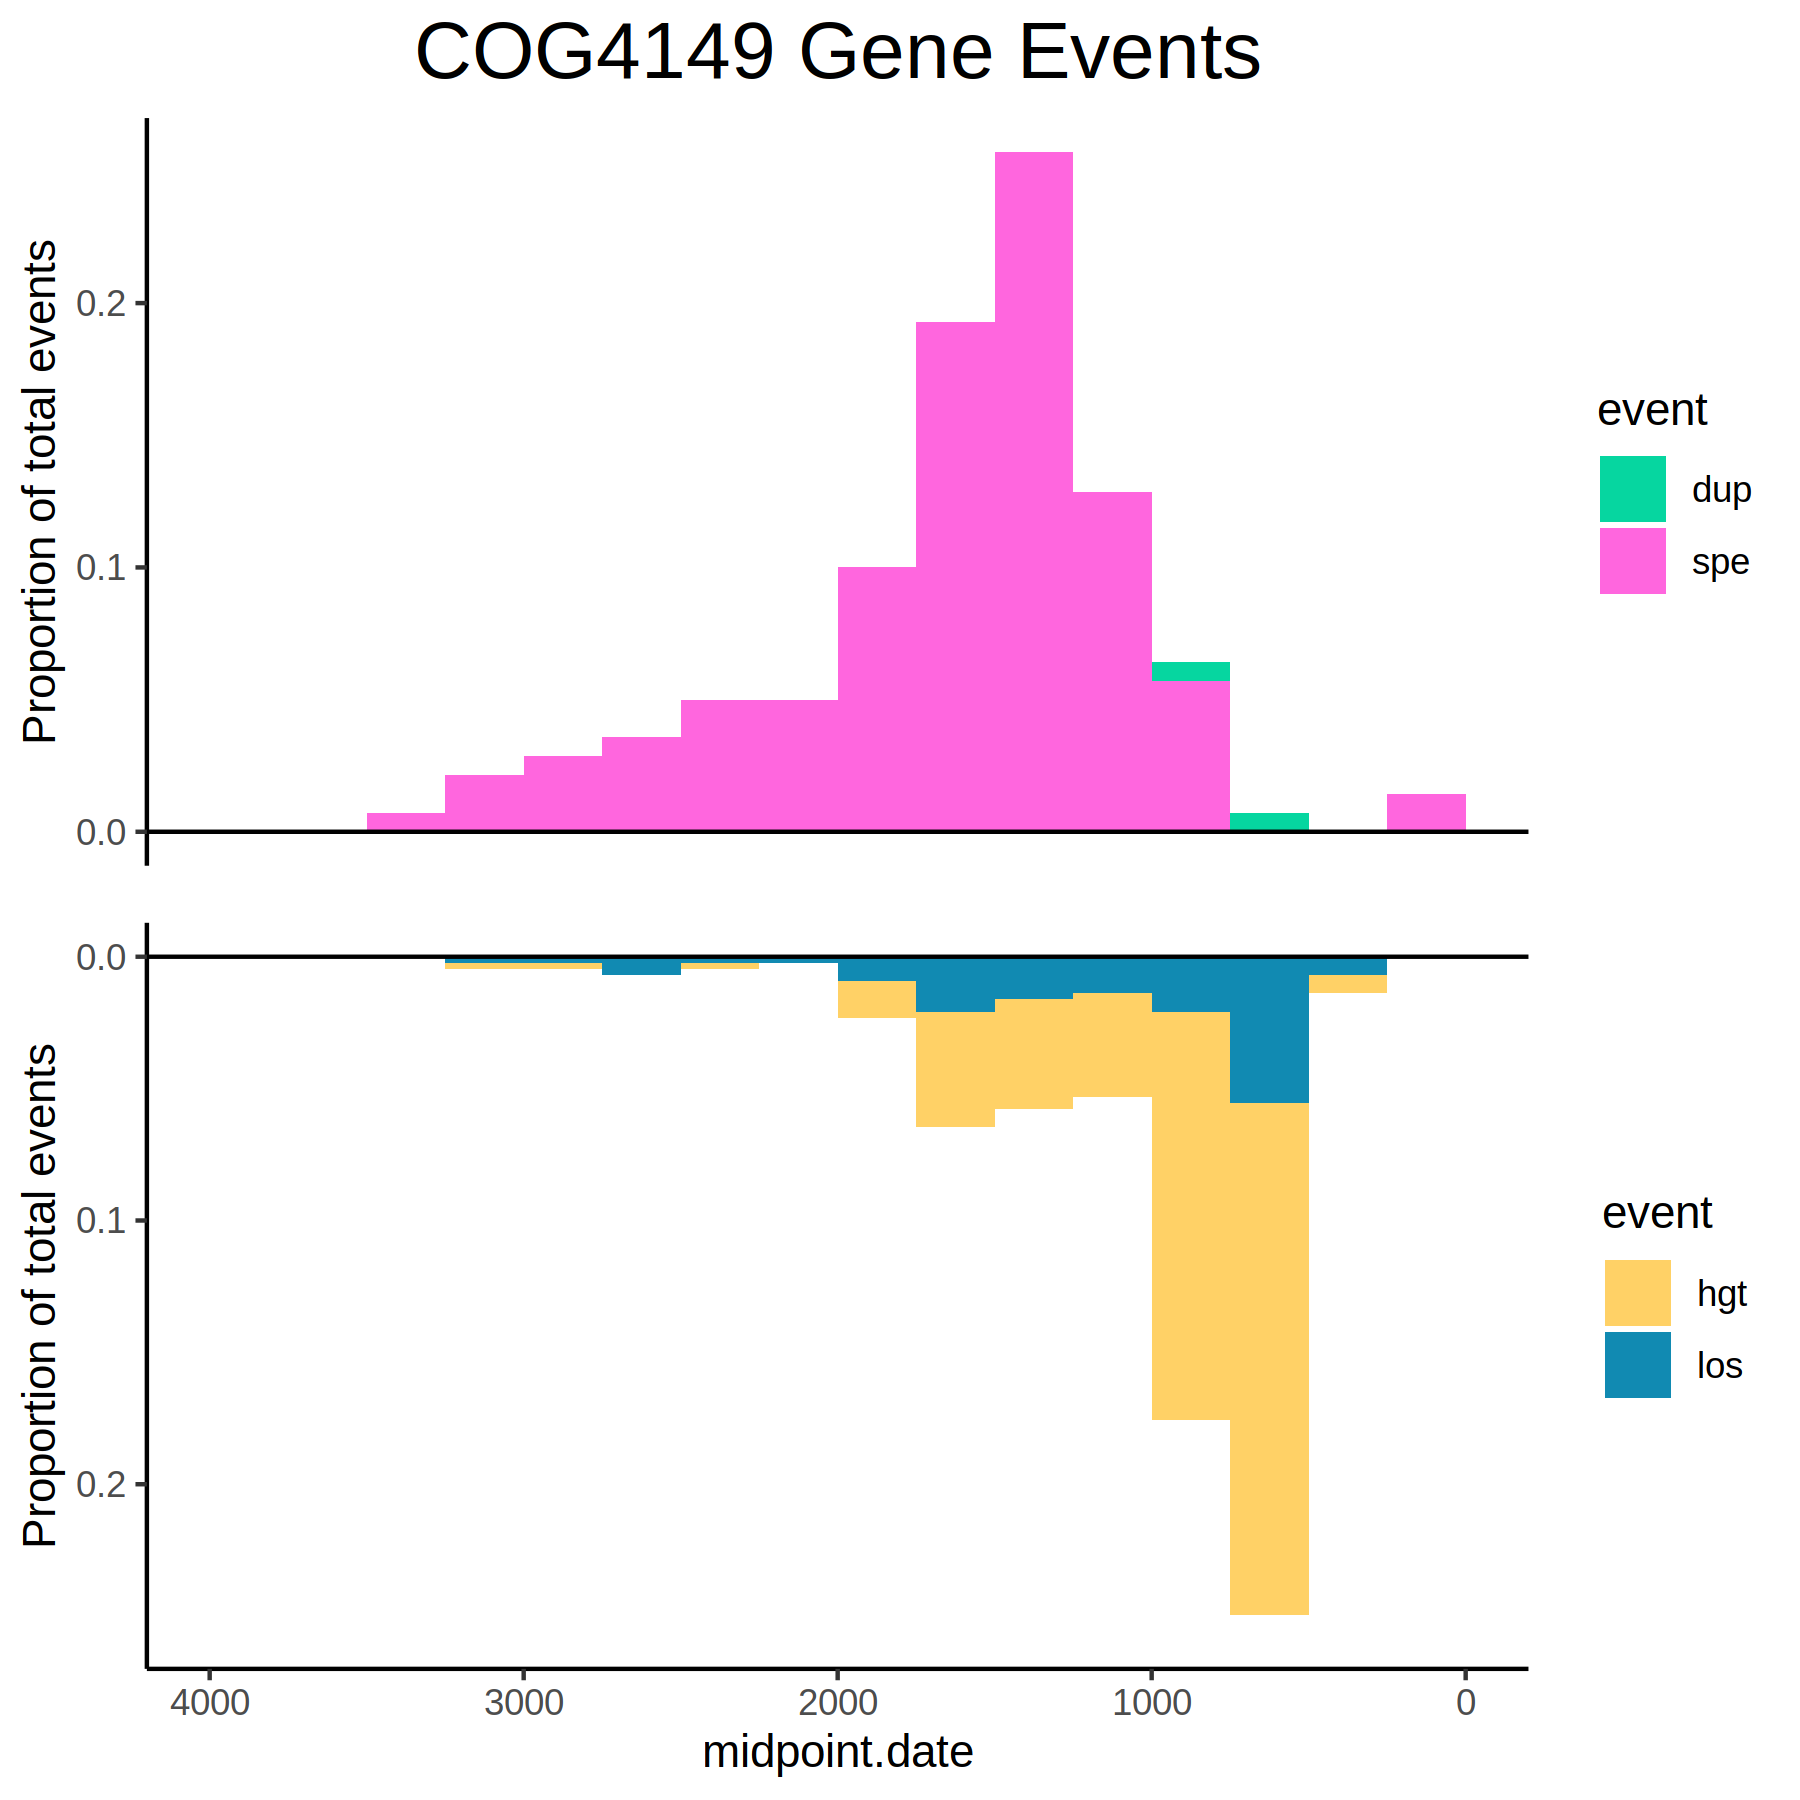 COG4149 Gene Events
Proportion of total events
0.2
0.1
0.0
event
dup
spe
Proportion of total events
0.0
0.1
0.2
event
hgt
los
4000 3000 2000 1000 0
midpoint.date